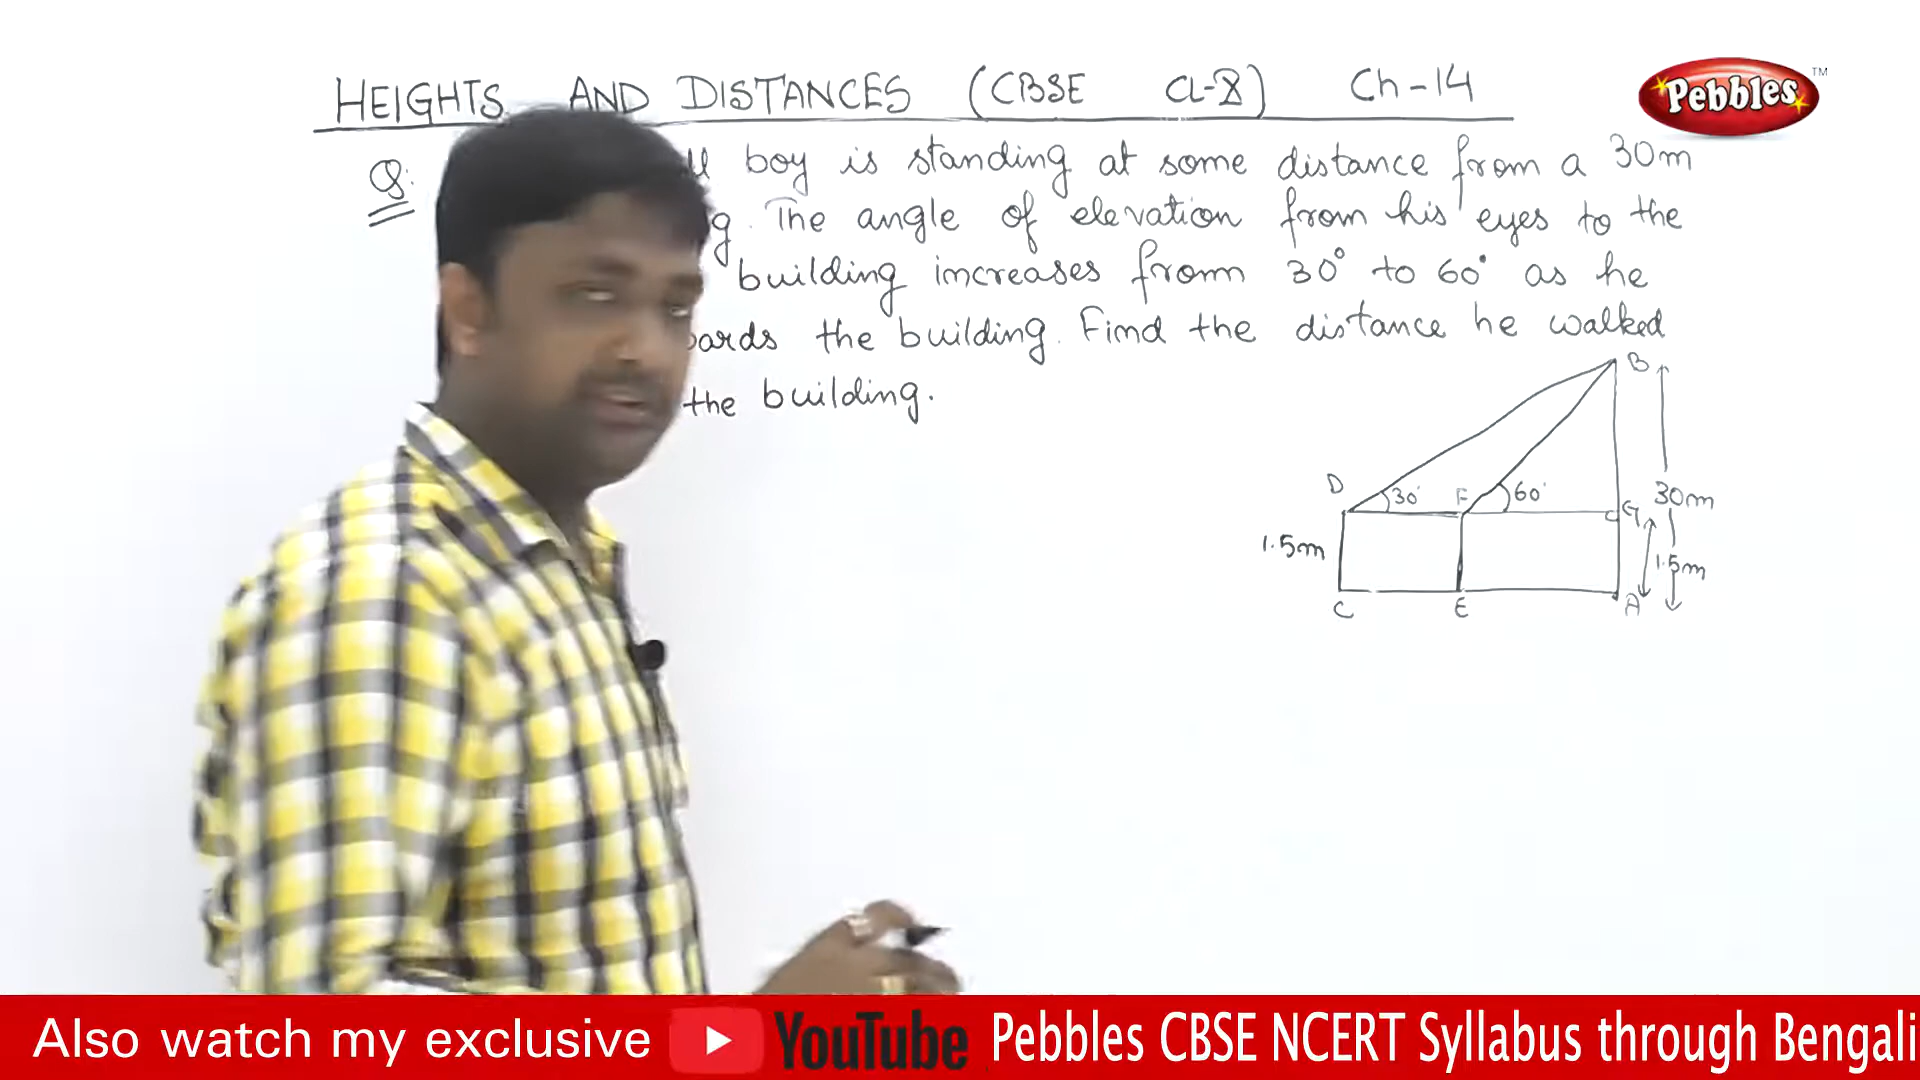 HEIGHTS AND DISTANCES (CBSE Cl-X) Ch-14
Pebbles TM
Q: ll boy is standing at some distance from a 30m
g. The angle of elevation from his eyes to the
building increases from 30° to 60° as he
ards the building. Find the distance he walked
the building.
B
D 30° F 60° G 30m
1.5m 1.5m
C E A
Also watch my exclusive YouTube Pebbles CBSE NCERT Syllabus through Bengali